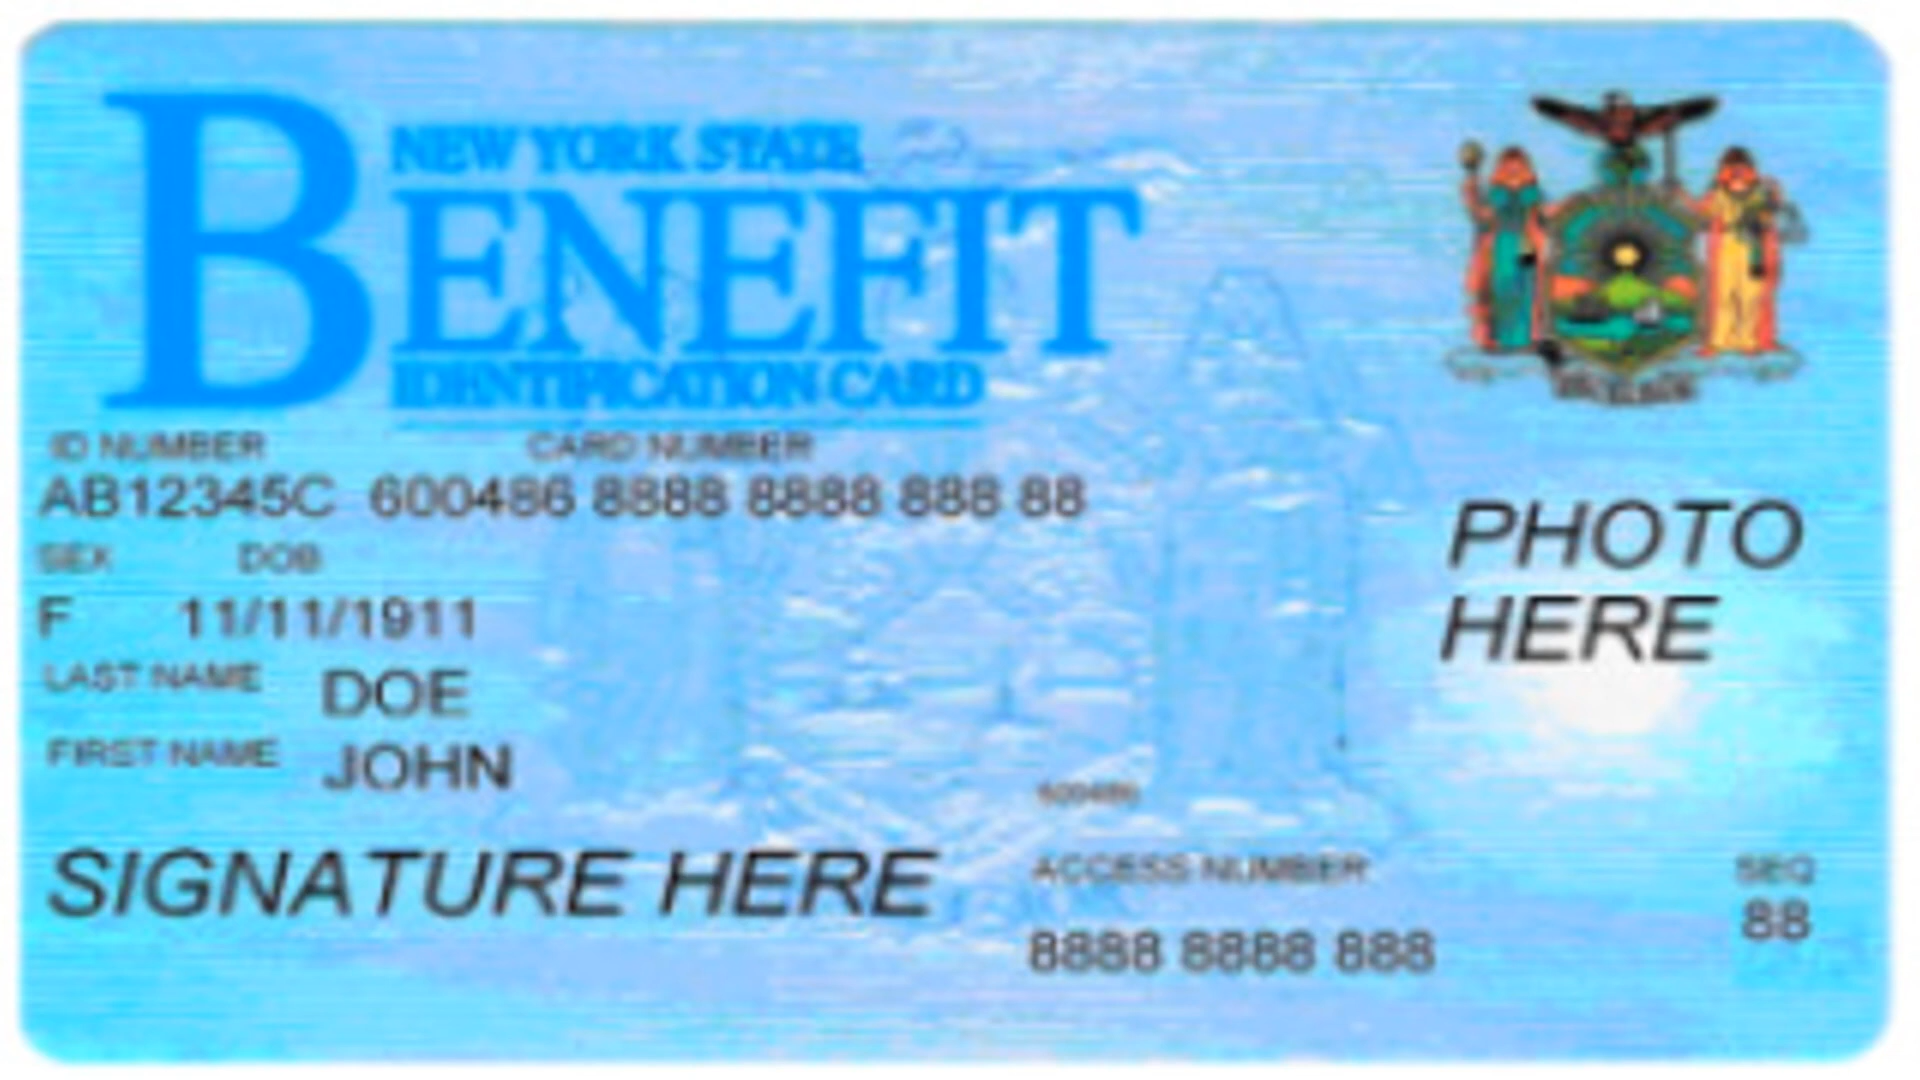 NEW YORK STATE
BENEFIT
IDENTIFICATION CARD
ID NUMBER CARD NUMBER
AB12345C 600486 8888 8888 888 88
SEX DOB
F 11/11/1911
LAST NAME DOE
FIRST NAME JOHN
PHOTO
HERE
600486
SIGNATURE HERE
ACCESS NUMBER SEQ
8888 8888 888 88